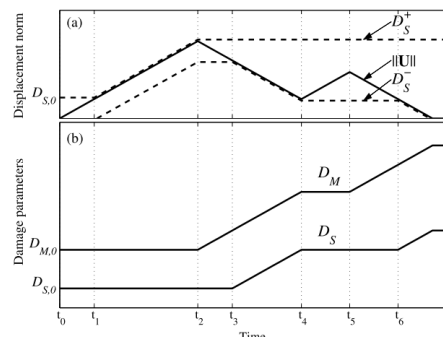 Displacement norm
(a)
D_S^+
||U||
D_S^-
D_{S,0}
Damage parameters
(b)
D_M
D_S
D_{M,0}
D_{S,0}
t_0 t_1 t_2 t_3 t_4 t_5 t_6
Time